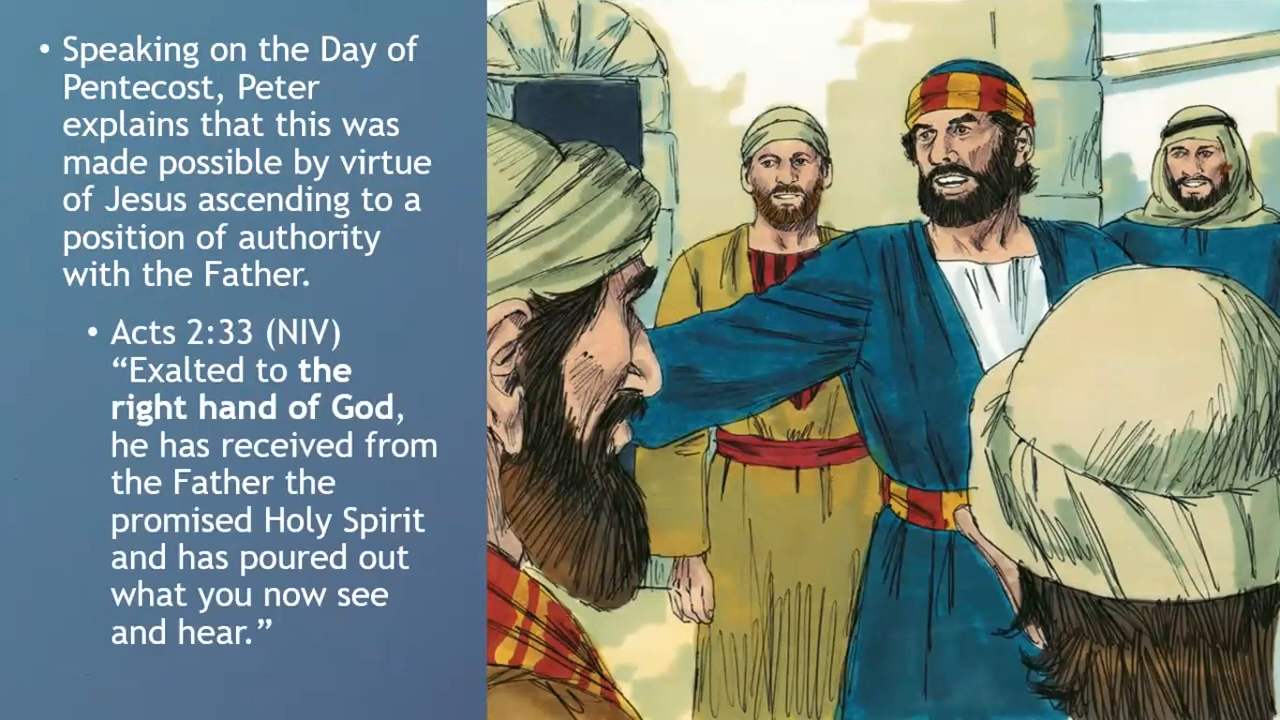 • Speaking on the Day of
Pentecost, Peter
explains that this was
made possible by virtue
of Jesus ascending to a
position of authority
with the Father.
• Acts 2:33 (NIV)
“Exalted to the
right hand of God,
he has received from
the Father the
promised Holy Spirit
and has poured out
what you now see
and hear.”